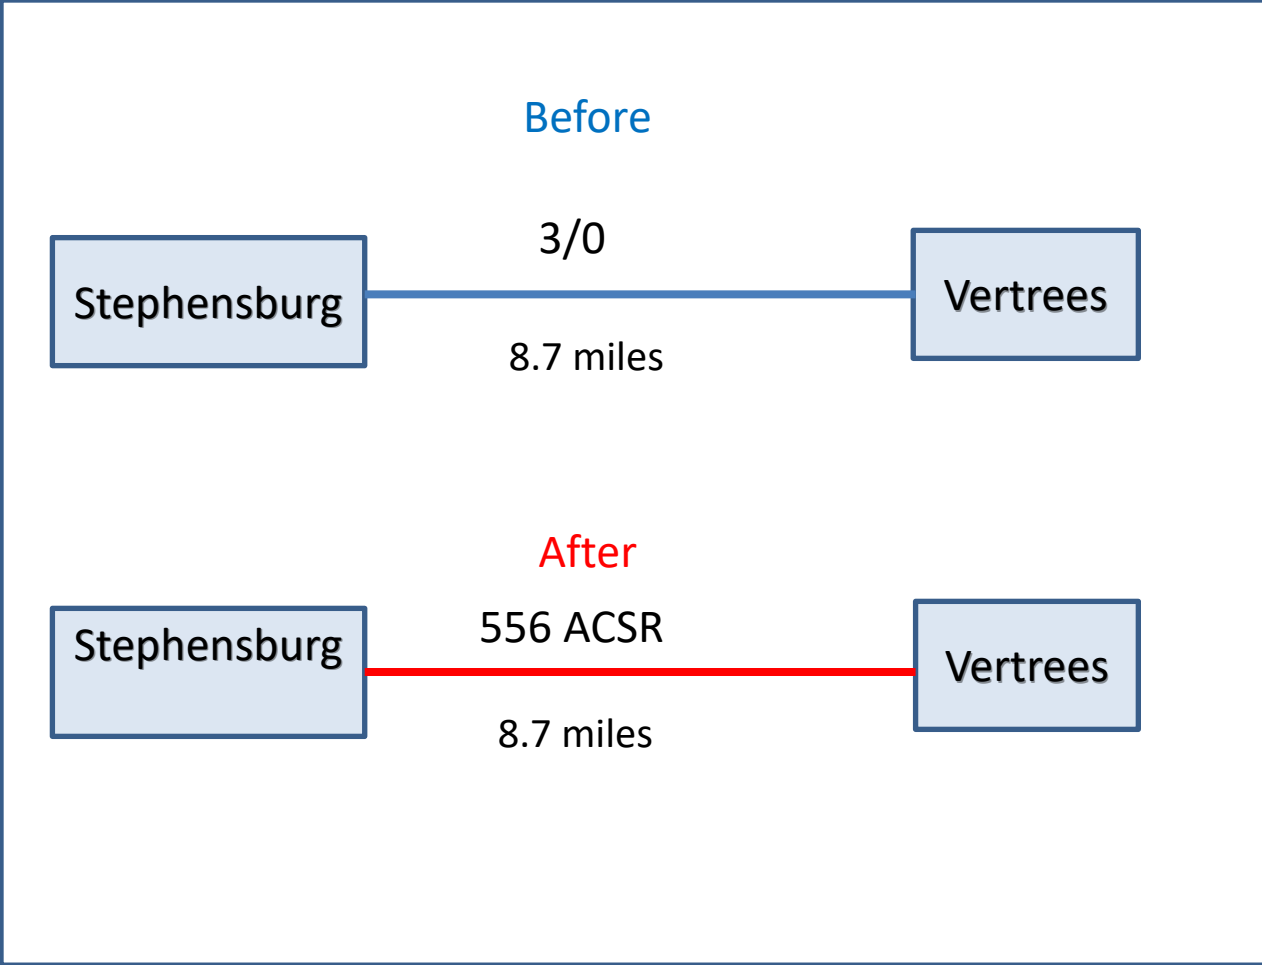 Before
3/0
Stephensburg
Vertrees
8.7 miles
After
556 ACSR
Stephensburg
Vertrees
8.7 miles